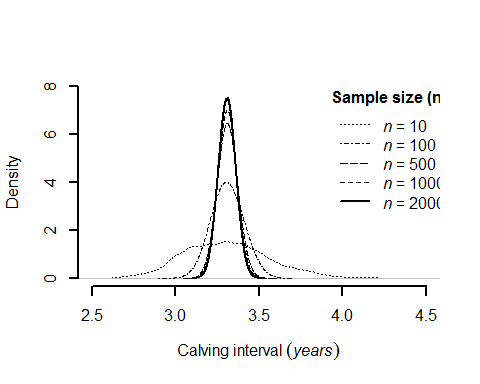 Sample size (n
n = 10
n = 100
n = 500
n = 1000
n = 2000
Density
0 2 4 6 8
2.5 3.0 3.5 4.0 4.5
Calving interval (years)